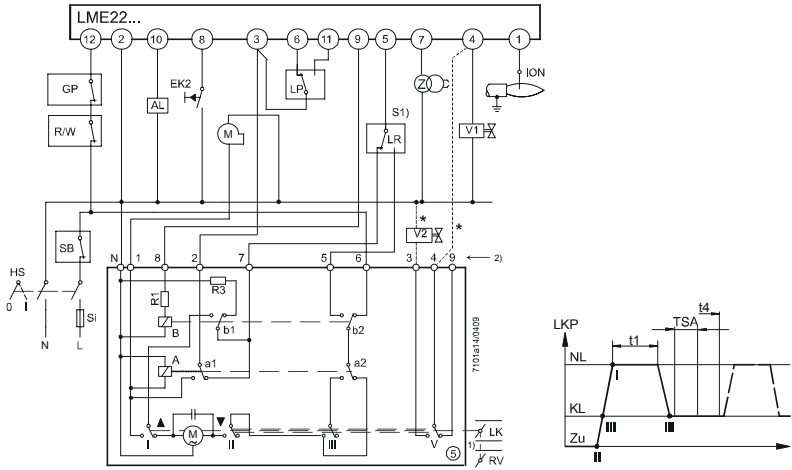 LME22...
12 2 10 8 3 6 11 9 5 7 4 1
ION
EK2
GP
AL
LP
Z
S1)
R/W
M
LR
V1
*
*
V2
SB
HS
0 I
Si
N L
N 1 8 2 7 5 6 3 4 9 2)
R1
R3
B
b1
b2
A
a1
a2
M
~
I II III V
LK
1)
RV
5
7101a14/0409
LKP
t4
TSA
t1
NL
I
KL
III III
Zu
II